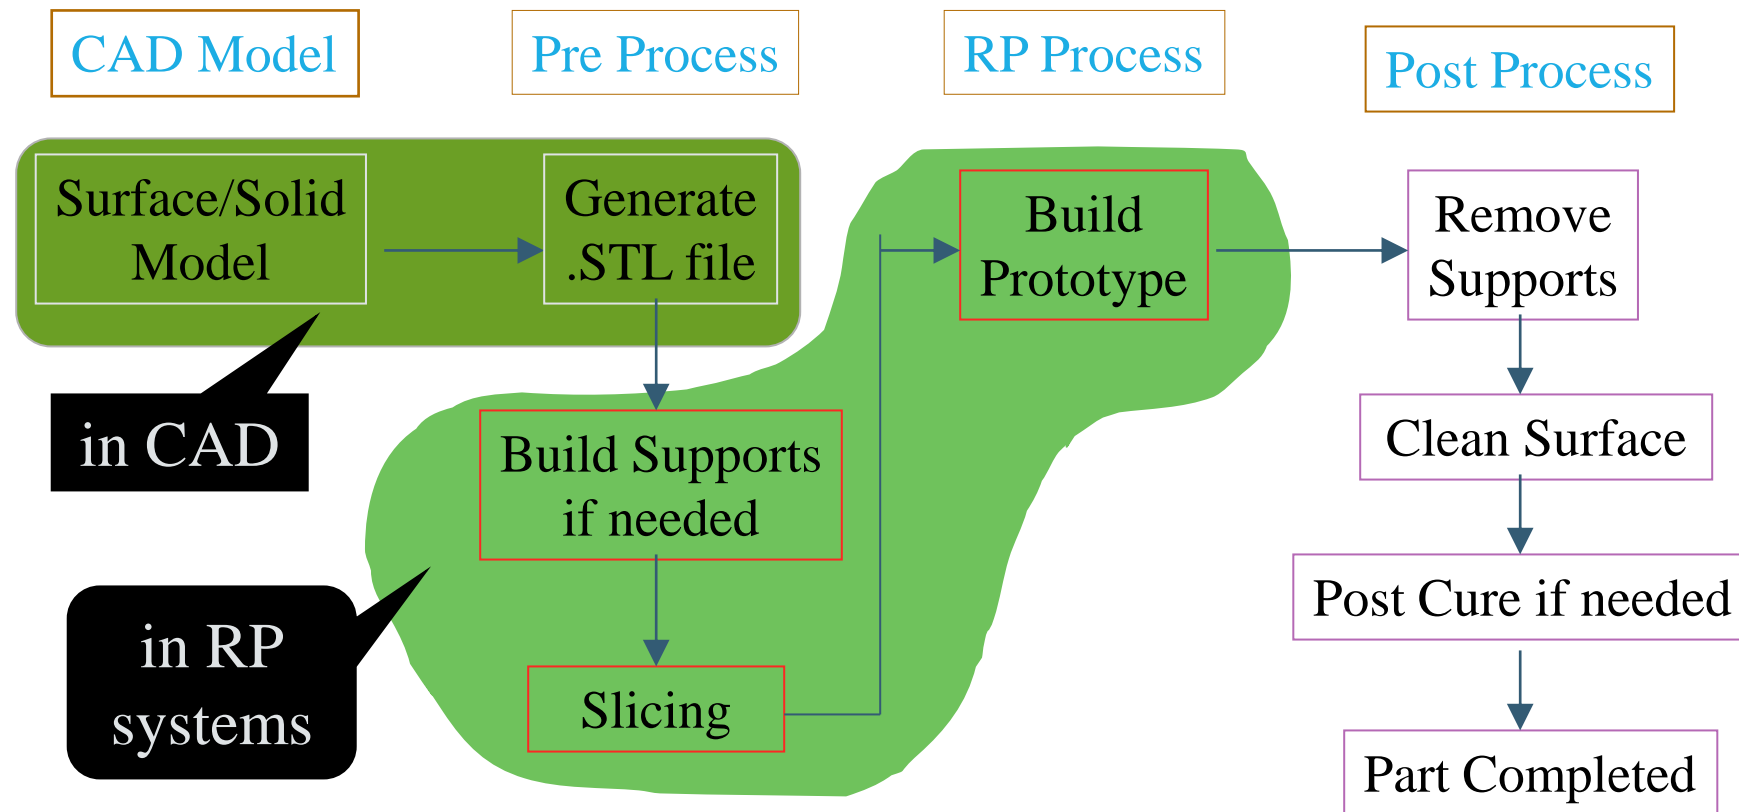 CAD Model
Pre Process
RP Process
Post Process
Surface/Solid
Model
Generate
.STL file
Build
Prototype
Remove
Supports
in CAD
Build Supports
if needed
Clean Surface
in RP
systems
Slicing
Post Cure if needed
Part Completed